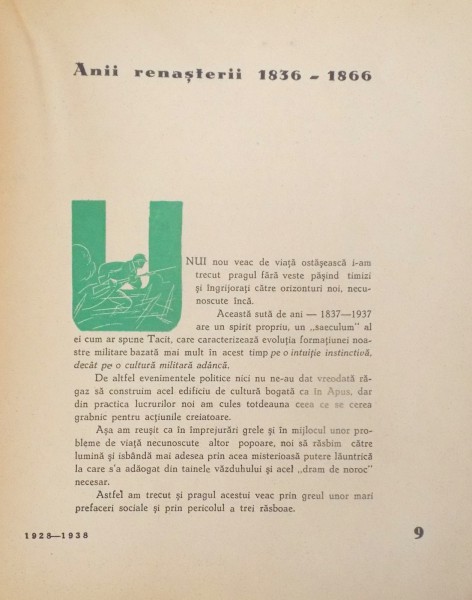 Anii renașterii 1836 - 1866
UNUI nou veac de viață ostășească i-am
trecut pragul fără veste pășind timizi
și îngrijorați către orizonturi noi, necu-
noscute încă.
Această sută de ani — 1837—1937
are un spirit propriu, un „saeculum" al
ei cum ar spune Tacit, care caracterizează evoluția formațiunei noa-
stre militare bazată mai mult în acest timp pe o intuiție instinctivă,
decât pe o cultură militară adâncă.
De altfel evenimentele politice nici nu ne-au dat vreodată ră-
gaz să construim acel edificiu de cultură bogată ca în Apus, dar
din practica lucrurilor noi am cules totdeauna ceea ce se cerea
grabnic pentru acțiunile creiatoare.
Așa am reușit ca în împrejurări grele și în mijlocul unor pro-
bleme de viață necunoscute altor popoare, noi să răsbim către
lumină și isbândă mai adesea prin acea misterioasă putere lăuntrică
la care s'a adăogat din tainele văzduhului și acel „dram de noroc"
necesar.
Astfel am trecut și pragul acestui veac prin greul unor mari
prefaceri sociale și prin pericolul a trei răsboae.
1928—1938
9